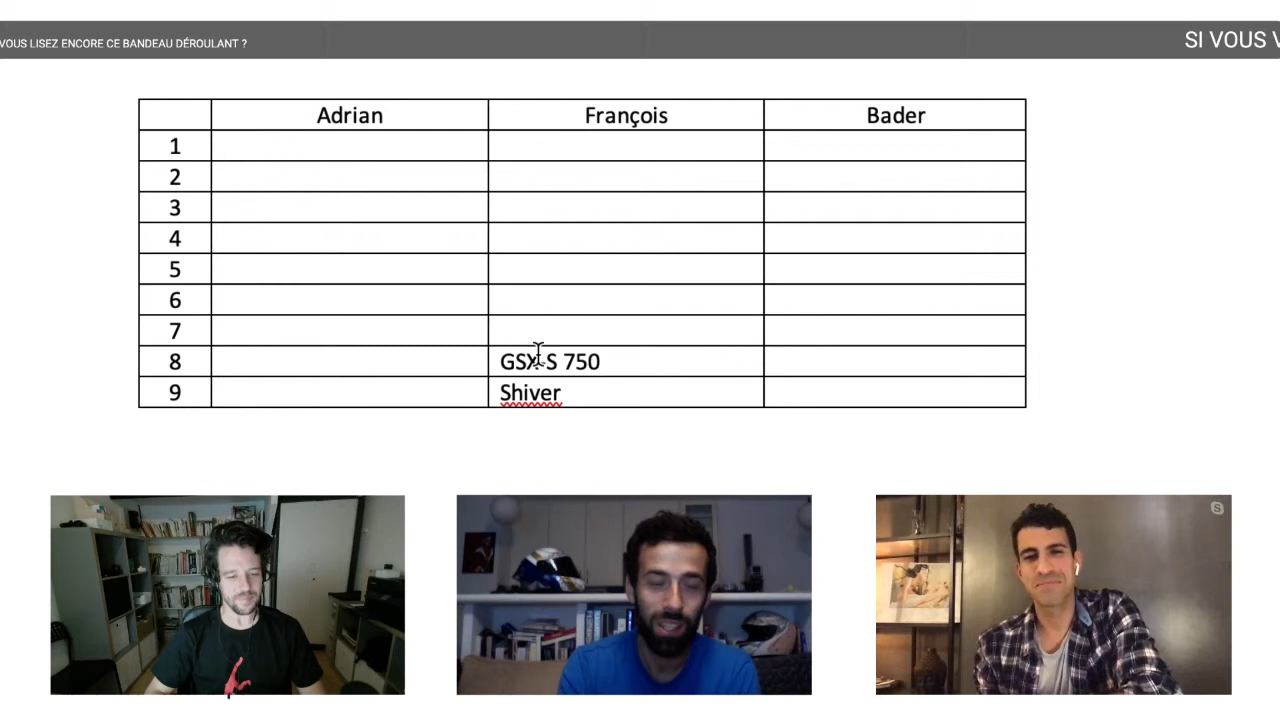 VOUS LISEZ ENCORE CE BANDEAU DÉROULANT ?
SI VOUS V
Adrian François Bader
1
2
3
4
5
6
7
8 GSX-S 750
9 Shiver